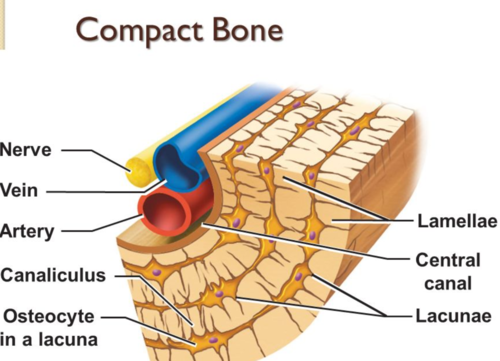 Compact Bone
Nerve
Vein
Artery
Canaliculus
Osteocyte
in a lacuna
Lamellae
Central
canal
Lacunae